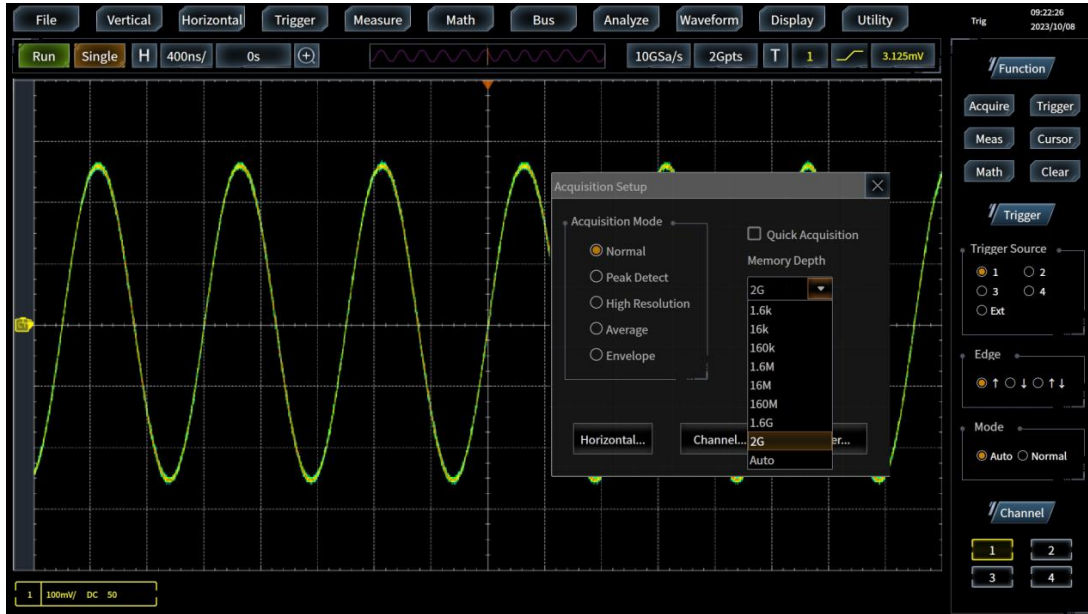 File Vertical Horizontal Trigger Measure Math Bus Analyze Waveform Display Utility Trig 09:22:26
2023/10/08
Run Single H 400ns/ 0s 10GSa/s 2Gpts T 1 3.125mV
Function
Acquire Trigger
Meas Cursor
Math Clear
Trigger
Trigger Source
1 2
3 4
Ext
Edge
↑ ↓ ↑↓
Mode
Auto Normal
Channel
1 2
3 4
Acquisition Setup
Acquisition Mode
Normal
Peak Detect
High Resolution
Average
Envelope
Quick Acquisition
Memory Depth
2G
1.6k
16k
160k
1.6M
16M
160M
1.6G
2G
Auto
Horizontal... Channel... er...
1 100mV/ DC 50